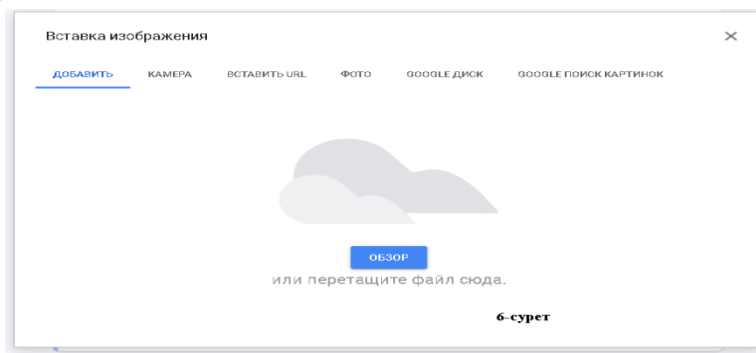 Вставка изображения
ДОБАВИТЬ КАМЕРА ВСТАВИТЬ URL ФОТО GOOGLE ДИСК GOOGLE ПОИСК КАРТИНОК
ОБЗОР
или перетащите файл сюда.
6-сурет